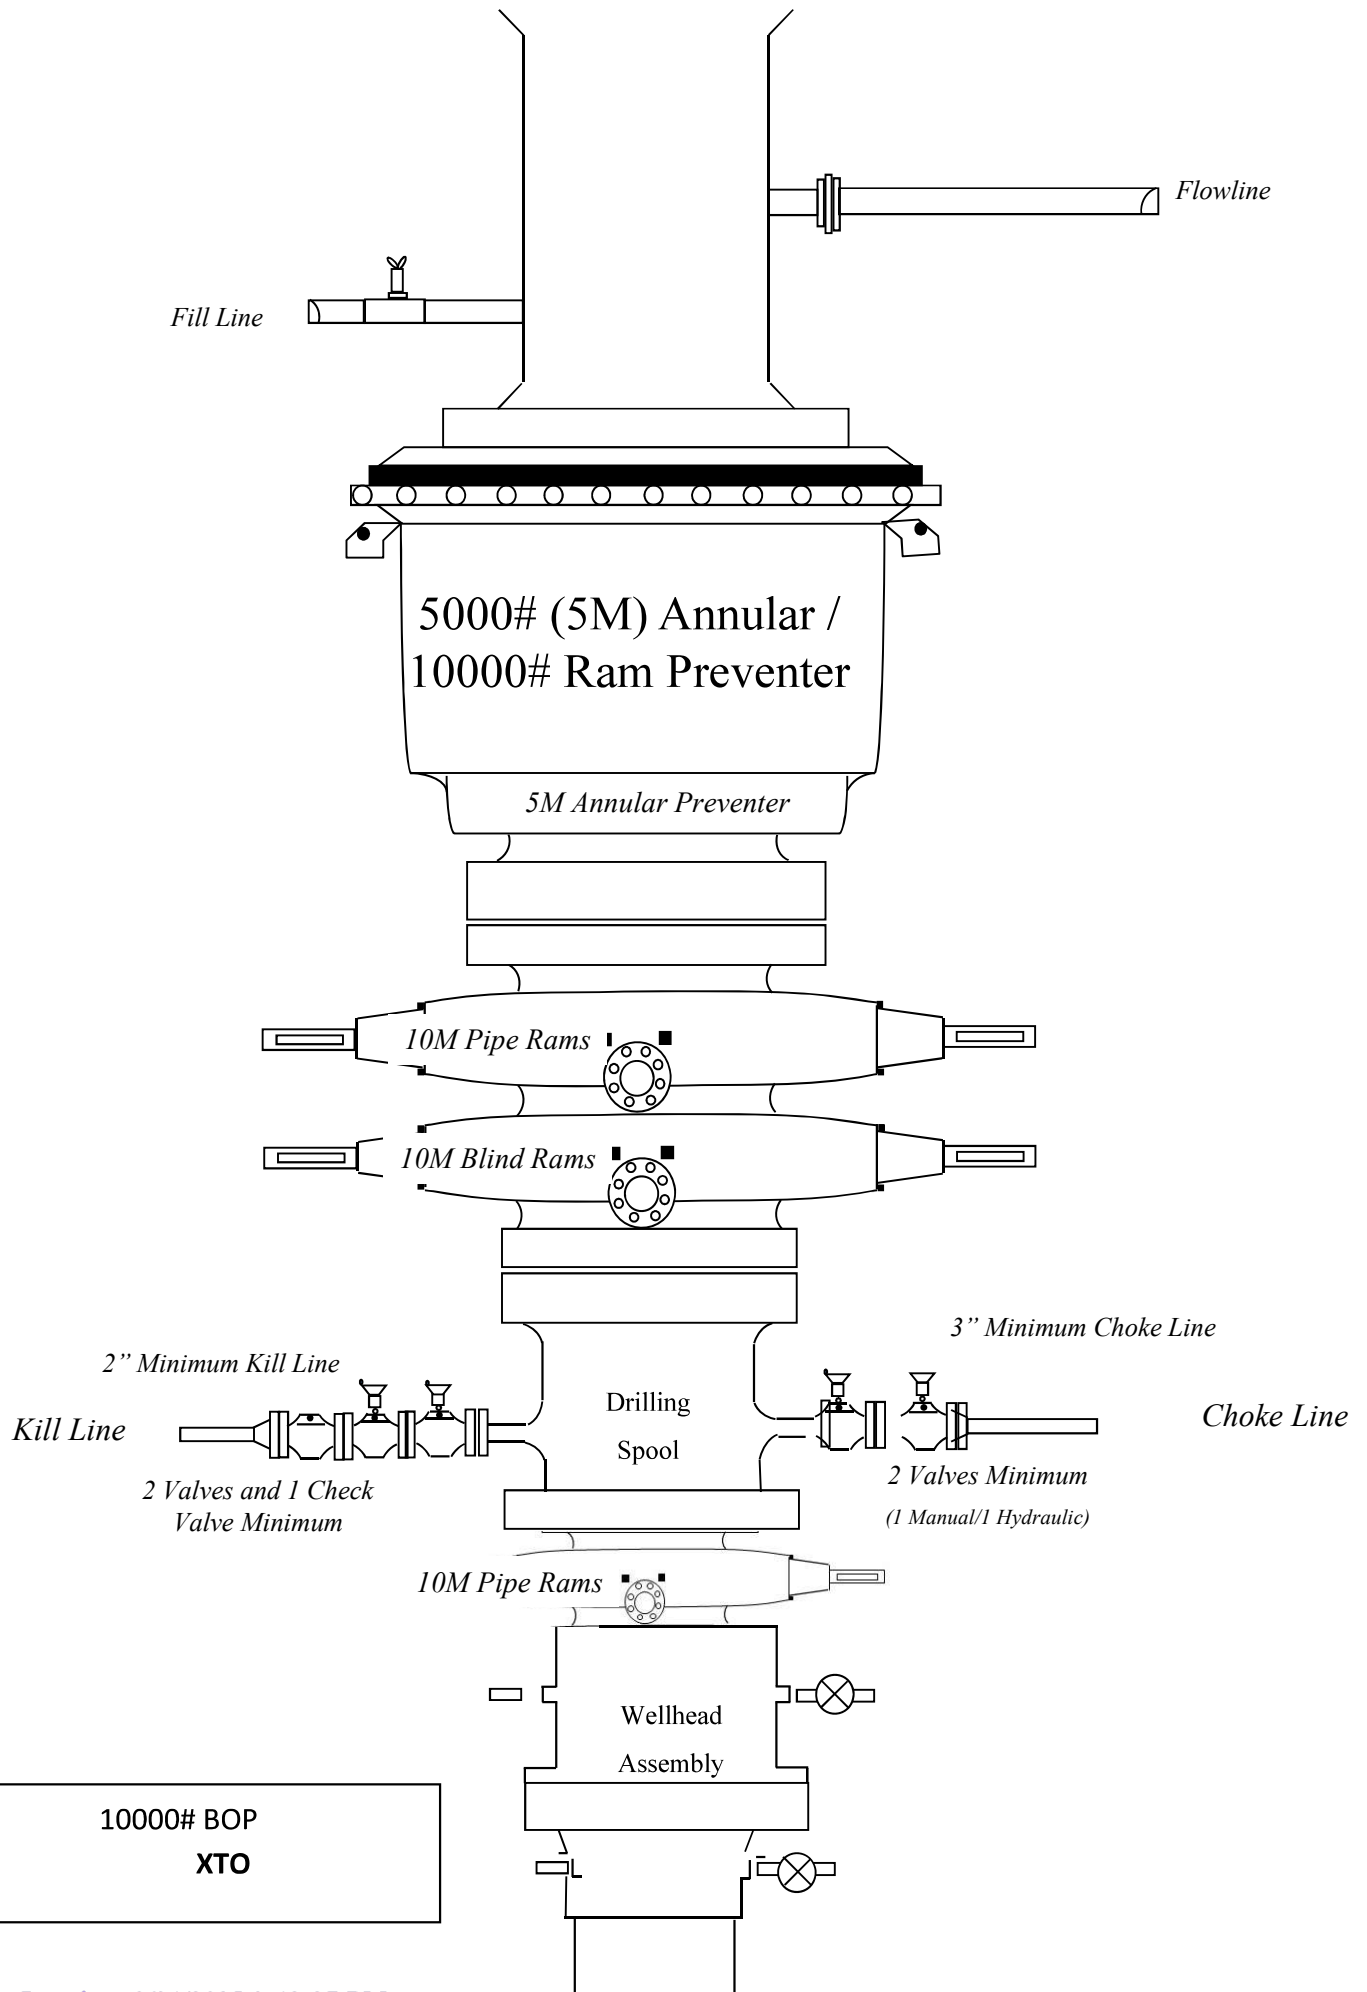 Flowline
Fill Line
5000# (5M) Annular /
10000# Ram Preventer
5M Annular Preventer
10M Pipe Rams
10M Blind Rams
3” Minimum Choke Line
2” Minimum Kill Line
Drilling
Spool
Kill Line
Choke Line
2 Valves and 1 Check
Valve Minimum
2 Valves Minimum
(1 Manual/1 Hydraulic)
10M Pipe Rams
Wellhead
Assembly
10000# BOP
XTO